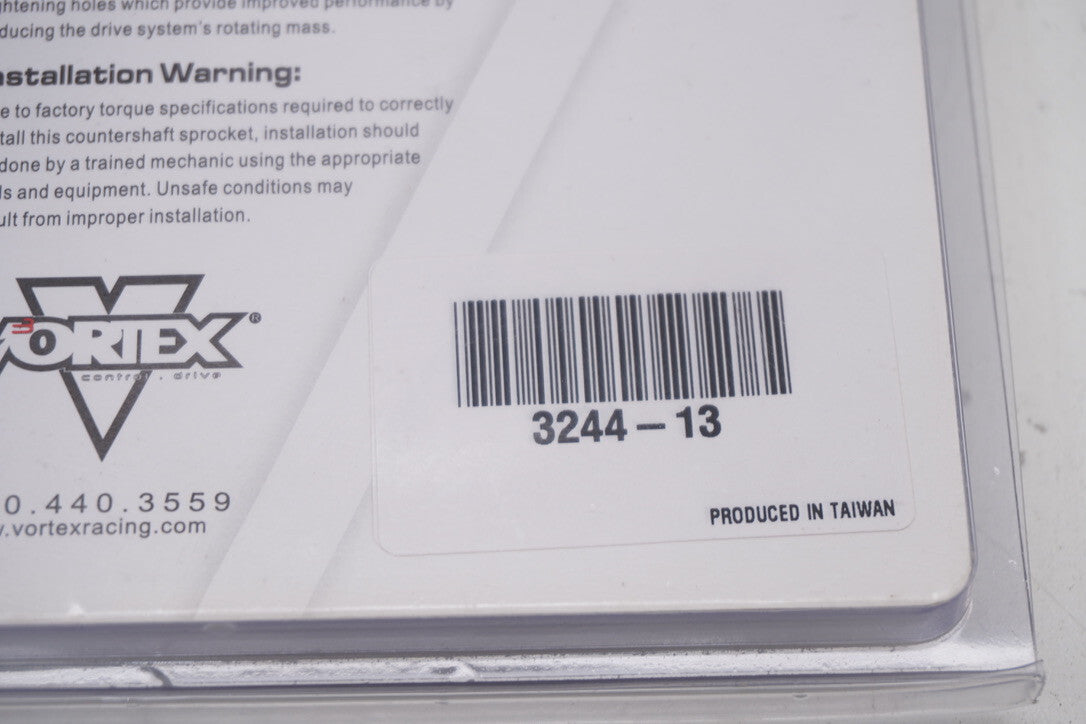 ghtening holes which provide improved performance by
ducing the drive system's rotating mass.
nstallation Warning:
e to factory torque specifications required to correctly
tall this countershaft sprocket, installation should
done by a trained mechanic using the appropriate
ls and equipment. Unsafe conditions may
ult from improper installation.
VORTEX®
control . drive
0.440.3559
.vortexracing.com
3244-13
PRODUCED IN TAIWAN